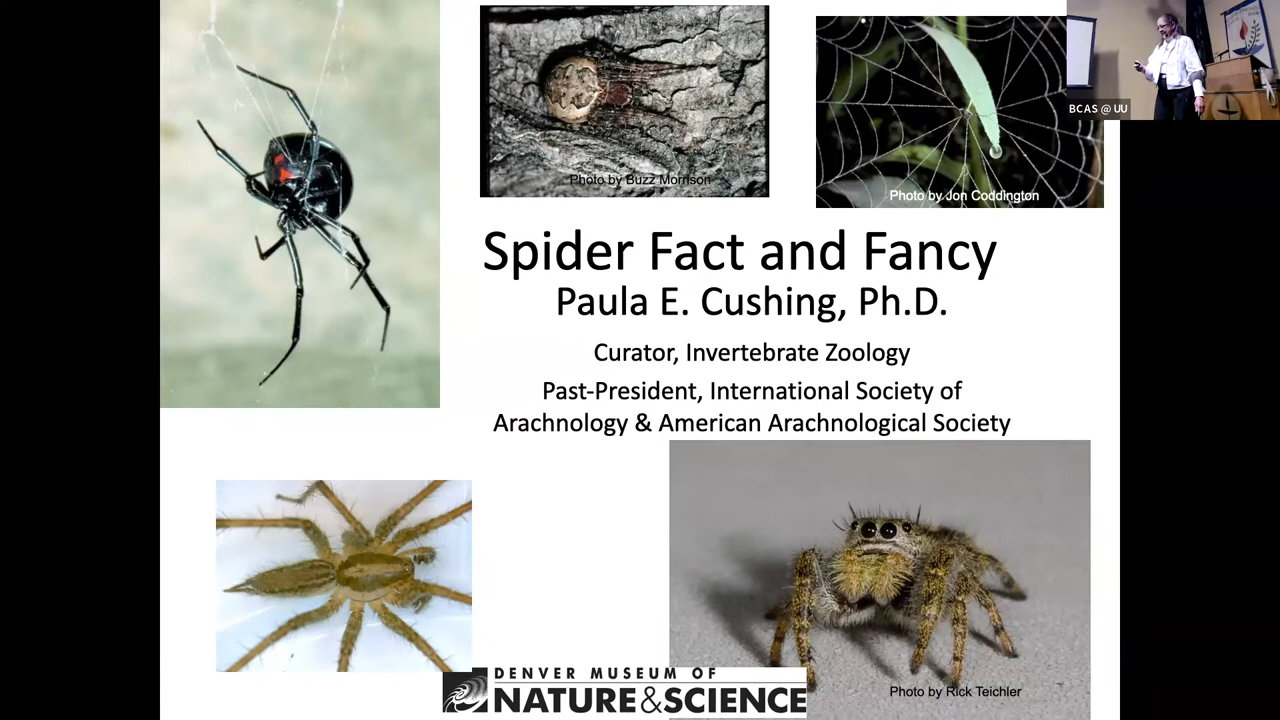 Photo by Buzz Morrison
Photo by Jon Coddington
BCAS @ UU
Spider Fact and Fancy
Paula E. Cushing, Ph.D.
Curator, Invertebrate Zoology
Past-President, International Society of
Arachnology & American Arachnological Society
DENVER MUSEUM OF
NATURE&SCIENCE
Photo by Rick Teichler